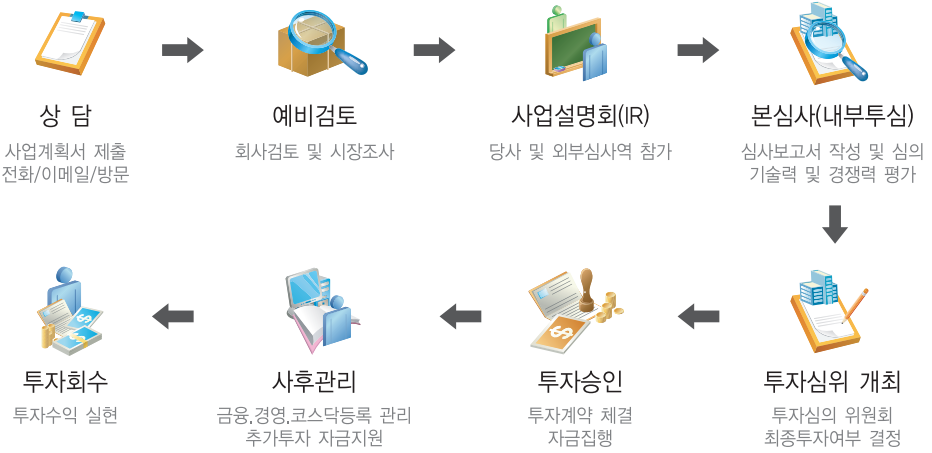 상 담
사업계획서 제출
전화/이메일/방문
예비검토
회사검토 및 시장조사
사업설명회(IR)
당사 및 외부심사역 참가
본심사(내부투심)
심사보고서 작성 및 심의
기술력 및 경쟁력 평가
투자심위 개최
투자심의 위원회
최종투자여부 결정
투자승인
투자계약 체결
자금집행
사후관리
금융,경영,코스닥등록 관리
추가투자 자금지원
투자회수
투자수익 실현